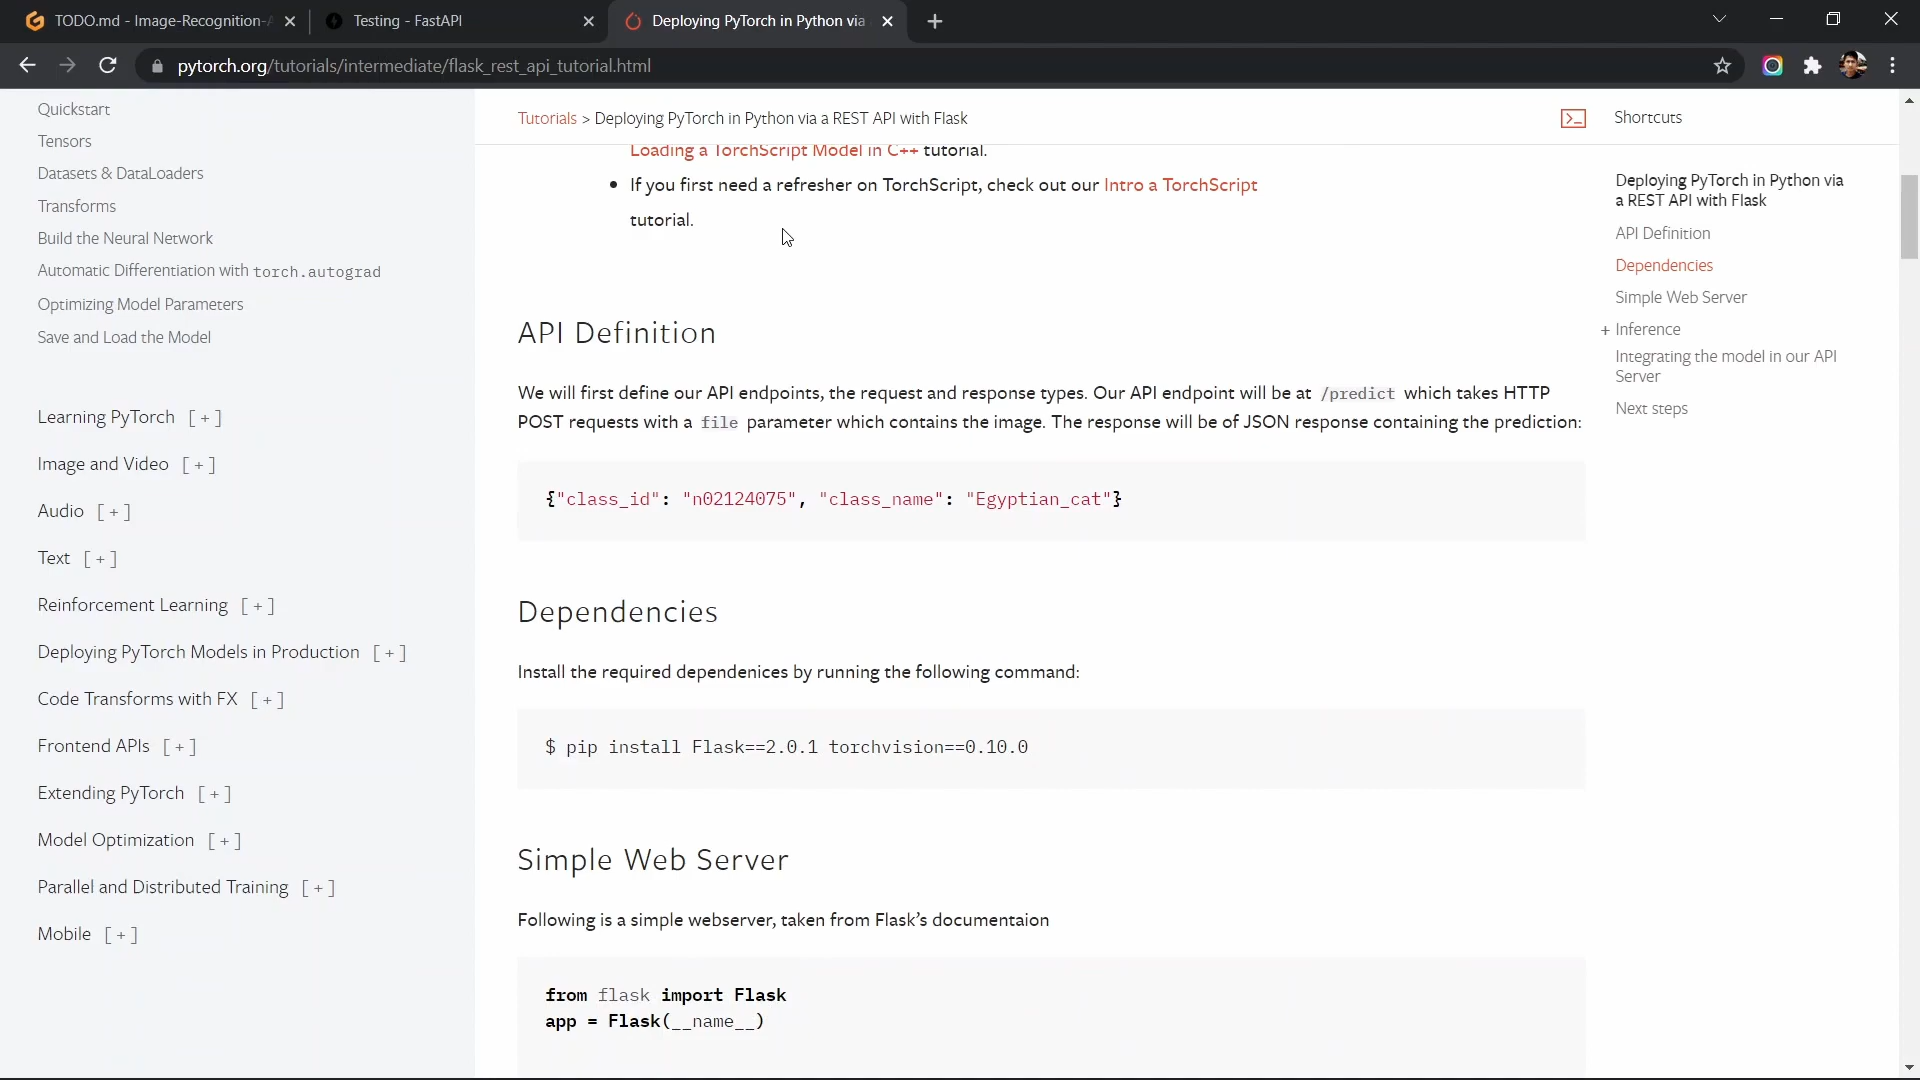 TODO.md - Image-Recognition-A
Testing - FastAPI
Deploying PyTorch in Python via
pytorch.org/tutorials/intermediate/flask_rest_api_tutorial.html
Quickstart
Tensors
Datasets & DataLoaders
Transforms
Build the Neural Network
Automatic Differentiation with torch.autograd
Optimizing Model Parameters
Save and Load the Model
Learning PyTorch [ + ]
Image and Video [ + ]
Audio [ + ]
Text [ + ]
Reinforcement Learning [ + ]
Deploying PyTorch Models in Production [ + ]
Code Transforms with FX [ + ]
Frontend APIs [ + ]
Extending PyTorch [ + ]
Model Optimization [ + ]
Parallel and Distributed Training [ + ]
Mobile [ + ]
Tutorials > Deploying PyTorch in Python via a REST API with Flask
Loading a TorchScript Model in C++ tutorial.
• If you first need a refresher on TorchScript, check out our Intro a TorchScript
tutorial.
API Definition
We will first define our API endpoints, the request and response types. Our API endpoint will be at /predict which takes HTTP
POST requests with a file parameter which contains the image. The response will be of JSON response containing the prediction:
{"class_id": "n02124075", "class_name": "Egyptian_cat"}
Dependencies
Install the required dependenices by running the following command:
$ pip install Flask==2.0.1 torchvision==0.10.0
Simple Web Server
Following is a simple webserver, taken from Flask's documentaion
from flask import Flask
app = Flask(__name__)
Shortcuts
Deploying PyTorch in Python via
a REST API with Flask
API Definition
Dependencies
Simple Web Server
+ Inference
Integrating the model in our API
Server
Next steps